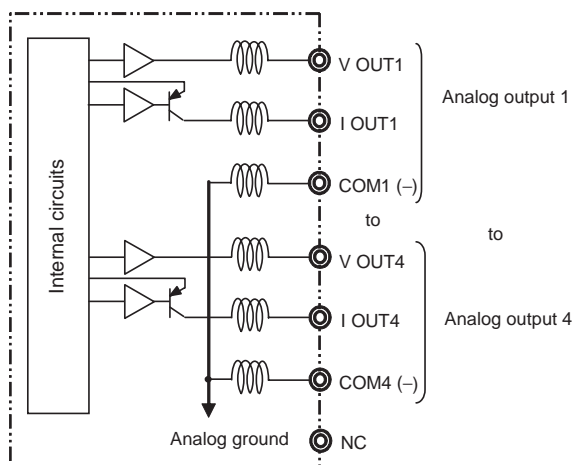 Internal circuits
V OUT1
I OUT1
COM1 (–)
Analog output 1
to
to
V OUT4
I OUT4
COM4 (–)
Analog output 4
Analog ground
NC